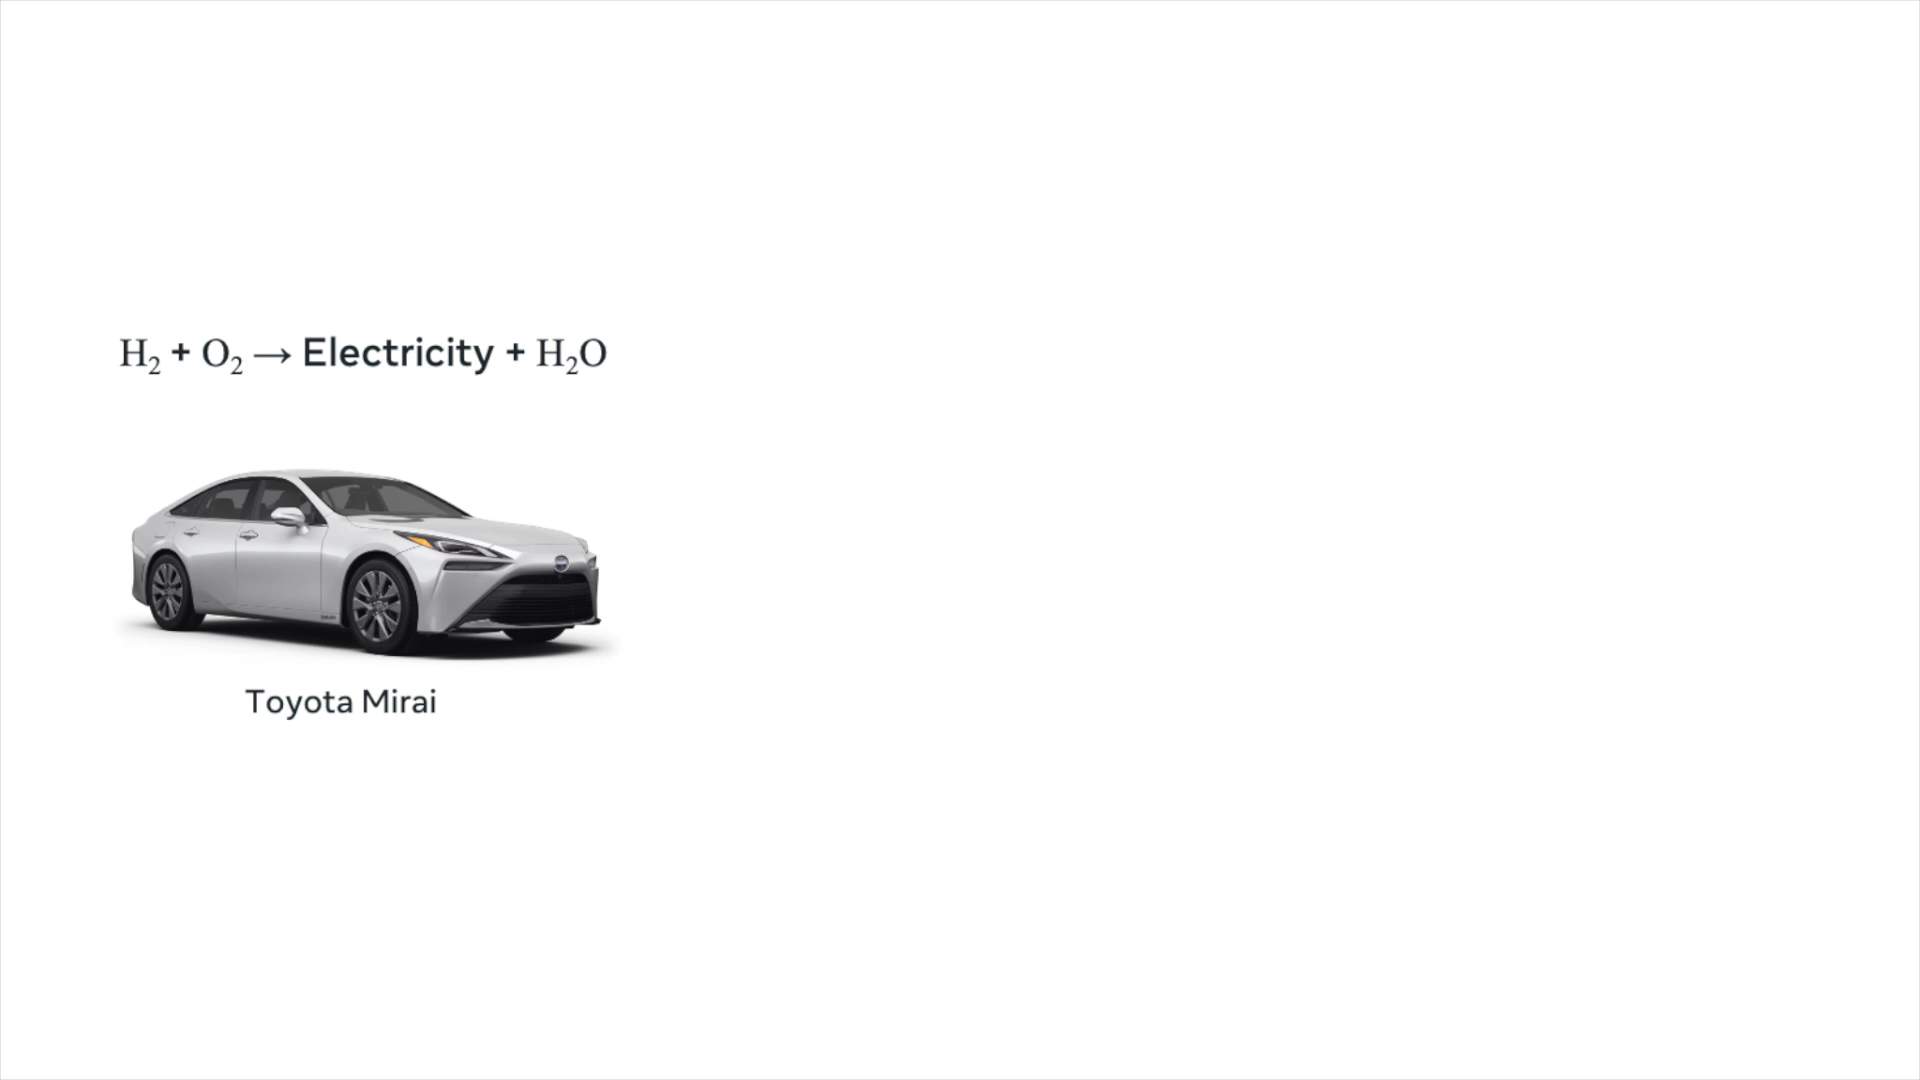 H₂ + O₂ → Electricity + H₂O
Toyota Mirai